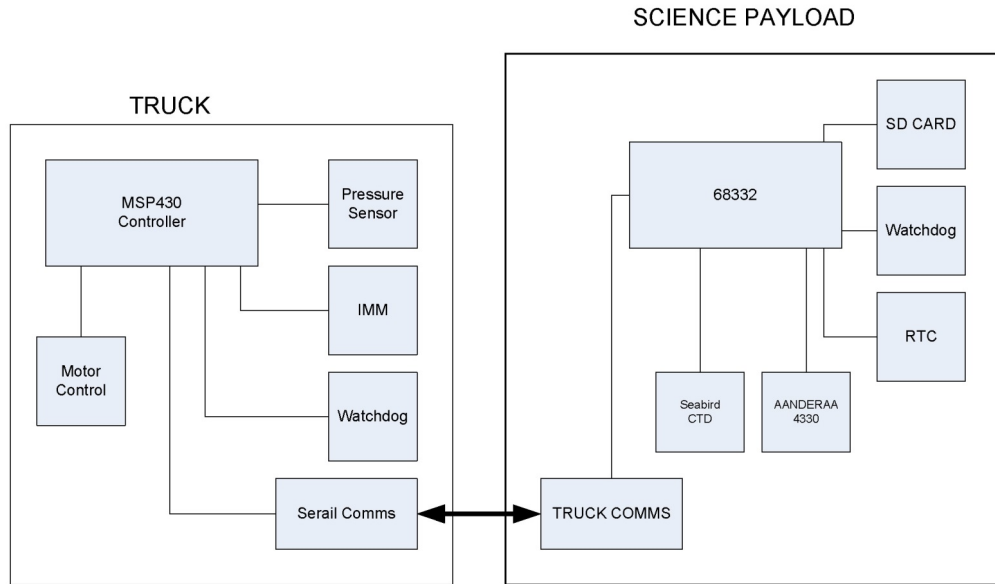 SCIENCE PAYLOAD
TRUCK
MSP430
Controller
Pressure
Sensor
IMM
Motor
Control
Watchdog
Serail Comms
SD CARD
68332
Watchdog
RTC
Seabird
CTD
AANDERAA
4330
TRUCK COMMS